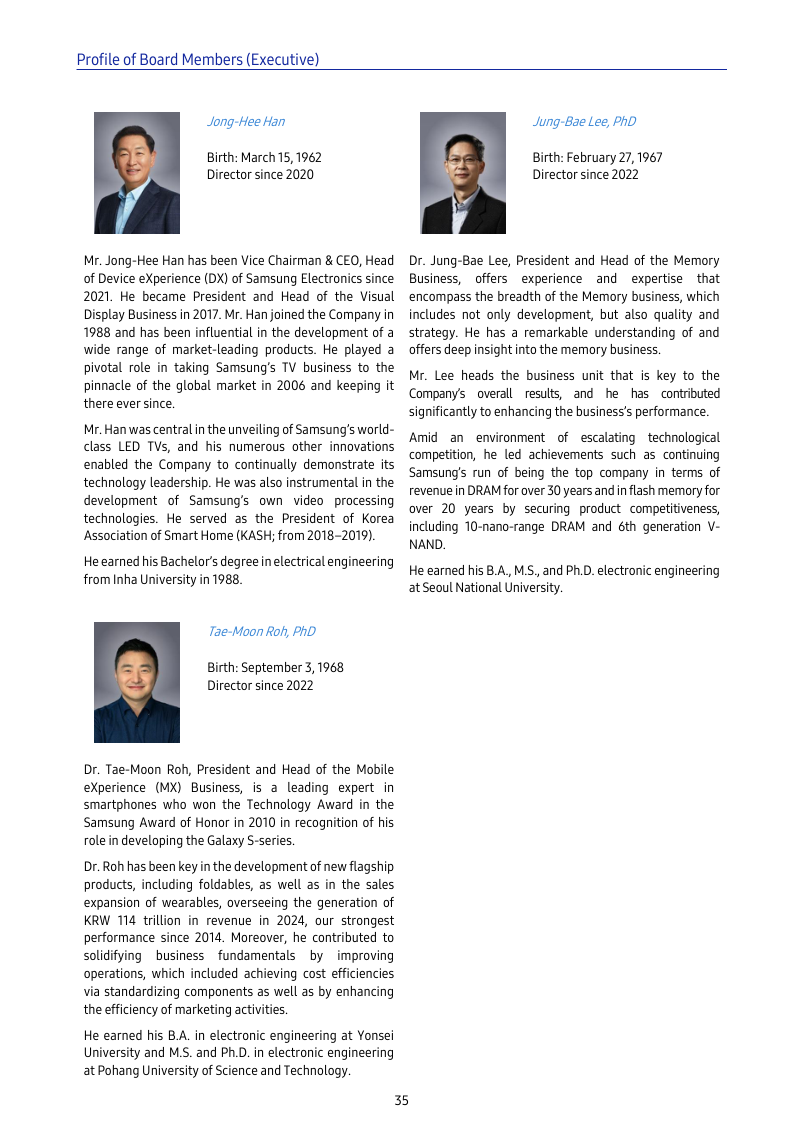 Profile of Board Members (Executive)
Jong-Hee Han
Birth: March 15, 1962
Director since 2020
Mr. Jong-Hee Han has been Vice Chairman & CEO, Head
of Device eXperience (DX) of Samsung Electronics since
2021. He became President and Head of the Visual
Display Business in 2017. Mr. Han joined the Company in
1988 and has been influential in the development of a
wide range of market-leading products. He played a
pivotal role in taking Samsung's TV business to the
pinnacle of the global market in 2006 and keeping it
there ever since.
Mr. Han was central in the unveiling of Samsung's world-
class LED TVs, and his numerous other innovations
enabled the Company to continually demonstrate its
technology leadership. He was also instrumental in the
development of Samsung's own video processing
technologies. He served as the President of Korea
Association of Smart Home (KASH; from 2018–2019).
He earned his Bachelor's degree in electrical engineering
from Inha University in 1988.
Jung-Bae Lee, PhD
Birth: February 27, 1967
Director since 2022
Dr. Jung-Bae Lee, President and Head of the Memory
Business, offers experience and expertise that
encompass the breadth of the Memory business, which
includes not only development, but also quality and
strategy. He has a remarkable understanding of and
offers deep insight into the memory business.
Mr. Lee heads the business unit that is key to the
Company's overall results, and he has contributed
significantly to enhancing the business's performance.
Amid an environment of escalating technological
competition, he led achievements such as continuing
Samsung's run of being the top company in terms of
revenue in DRAM for over 30 years and in flash memory for
over 20 years by securing product competitiveness,
including 10-nano-range DRAM and 6th generation V-
NAND.
He earned his B.A., M.S., and Ph.D. electronic engineering
at Seoul National University.
Tae-Moon Roh, PhD
Birth: September 3, 1968
Director since 2022
Dr. Tae-Moon Roh, President and Head of the Mobile
eXperience (MX) Business, is a leading expert in
smartphones who won the Technology Award in the
Samsung Award of Honor in 2010 in recognition of his
role in developing the Galaxy S-series.
Dr. Roh has been key in the development of new flagship
products, including foldables, as well as in the sales
expansion of wearables, overseeing the generation of
KRW 114 trillion in revenue in 2024, our strongest
performance since 2014. Moreover, he contributed to
solidifying business fundamentals by improving
operations, which included achieving cost efficiencies
via standardizing components as well as by enhancing
the efficiency of marketing activities.
He earned his B.A. in electronic engineering at Yonsei
University and M.S. and Ph.D. in electronic engineering
at Pohang University of Science and Technology.
35